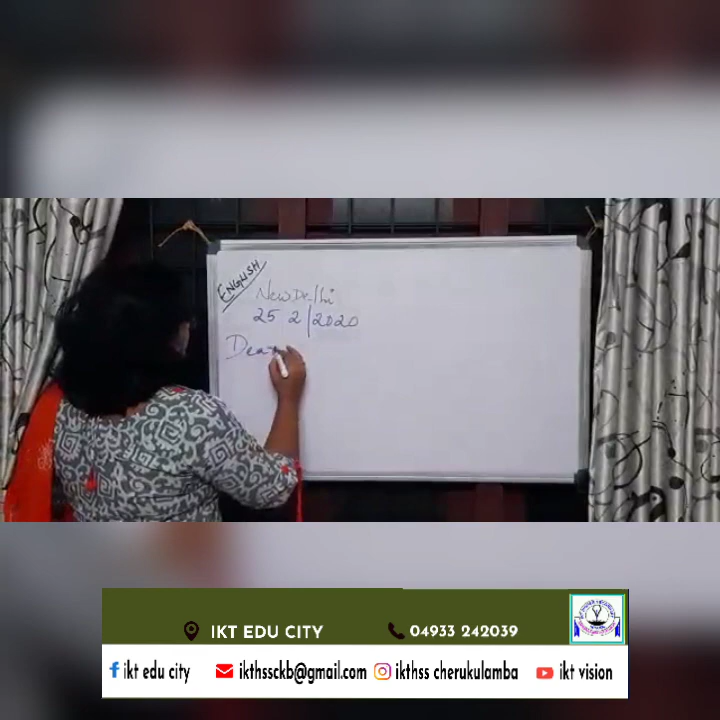 ENGLISH
New Delhi
25 2/2020
Dear
IKT EDU CITY
04933 242039
ikt edu city
ikthssckb@gmail.com
ikthss cherukulamba
ikt vision